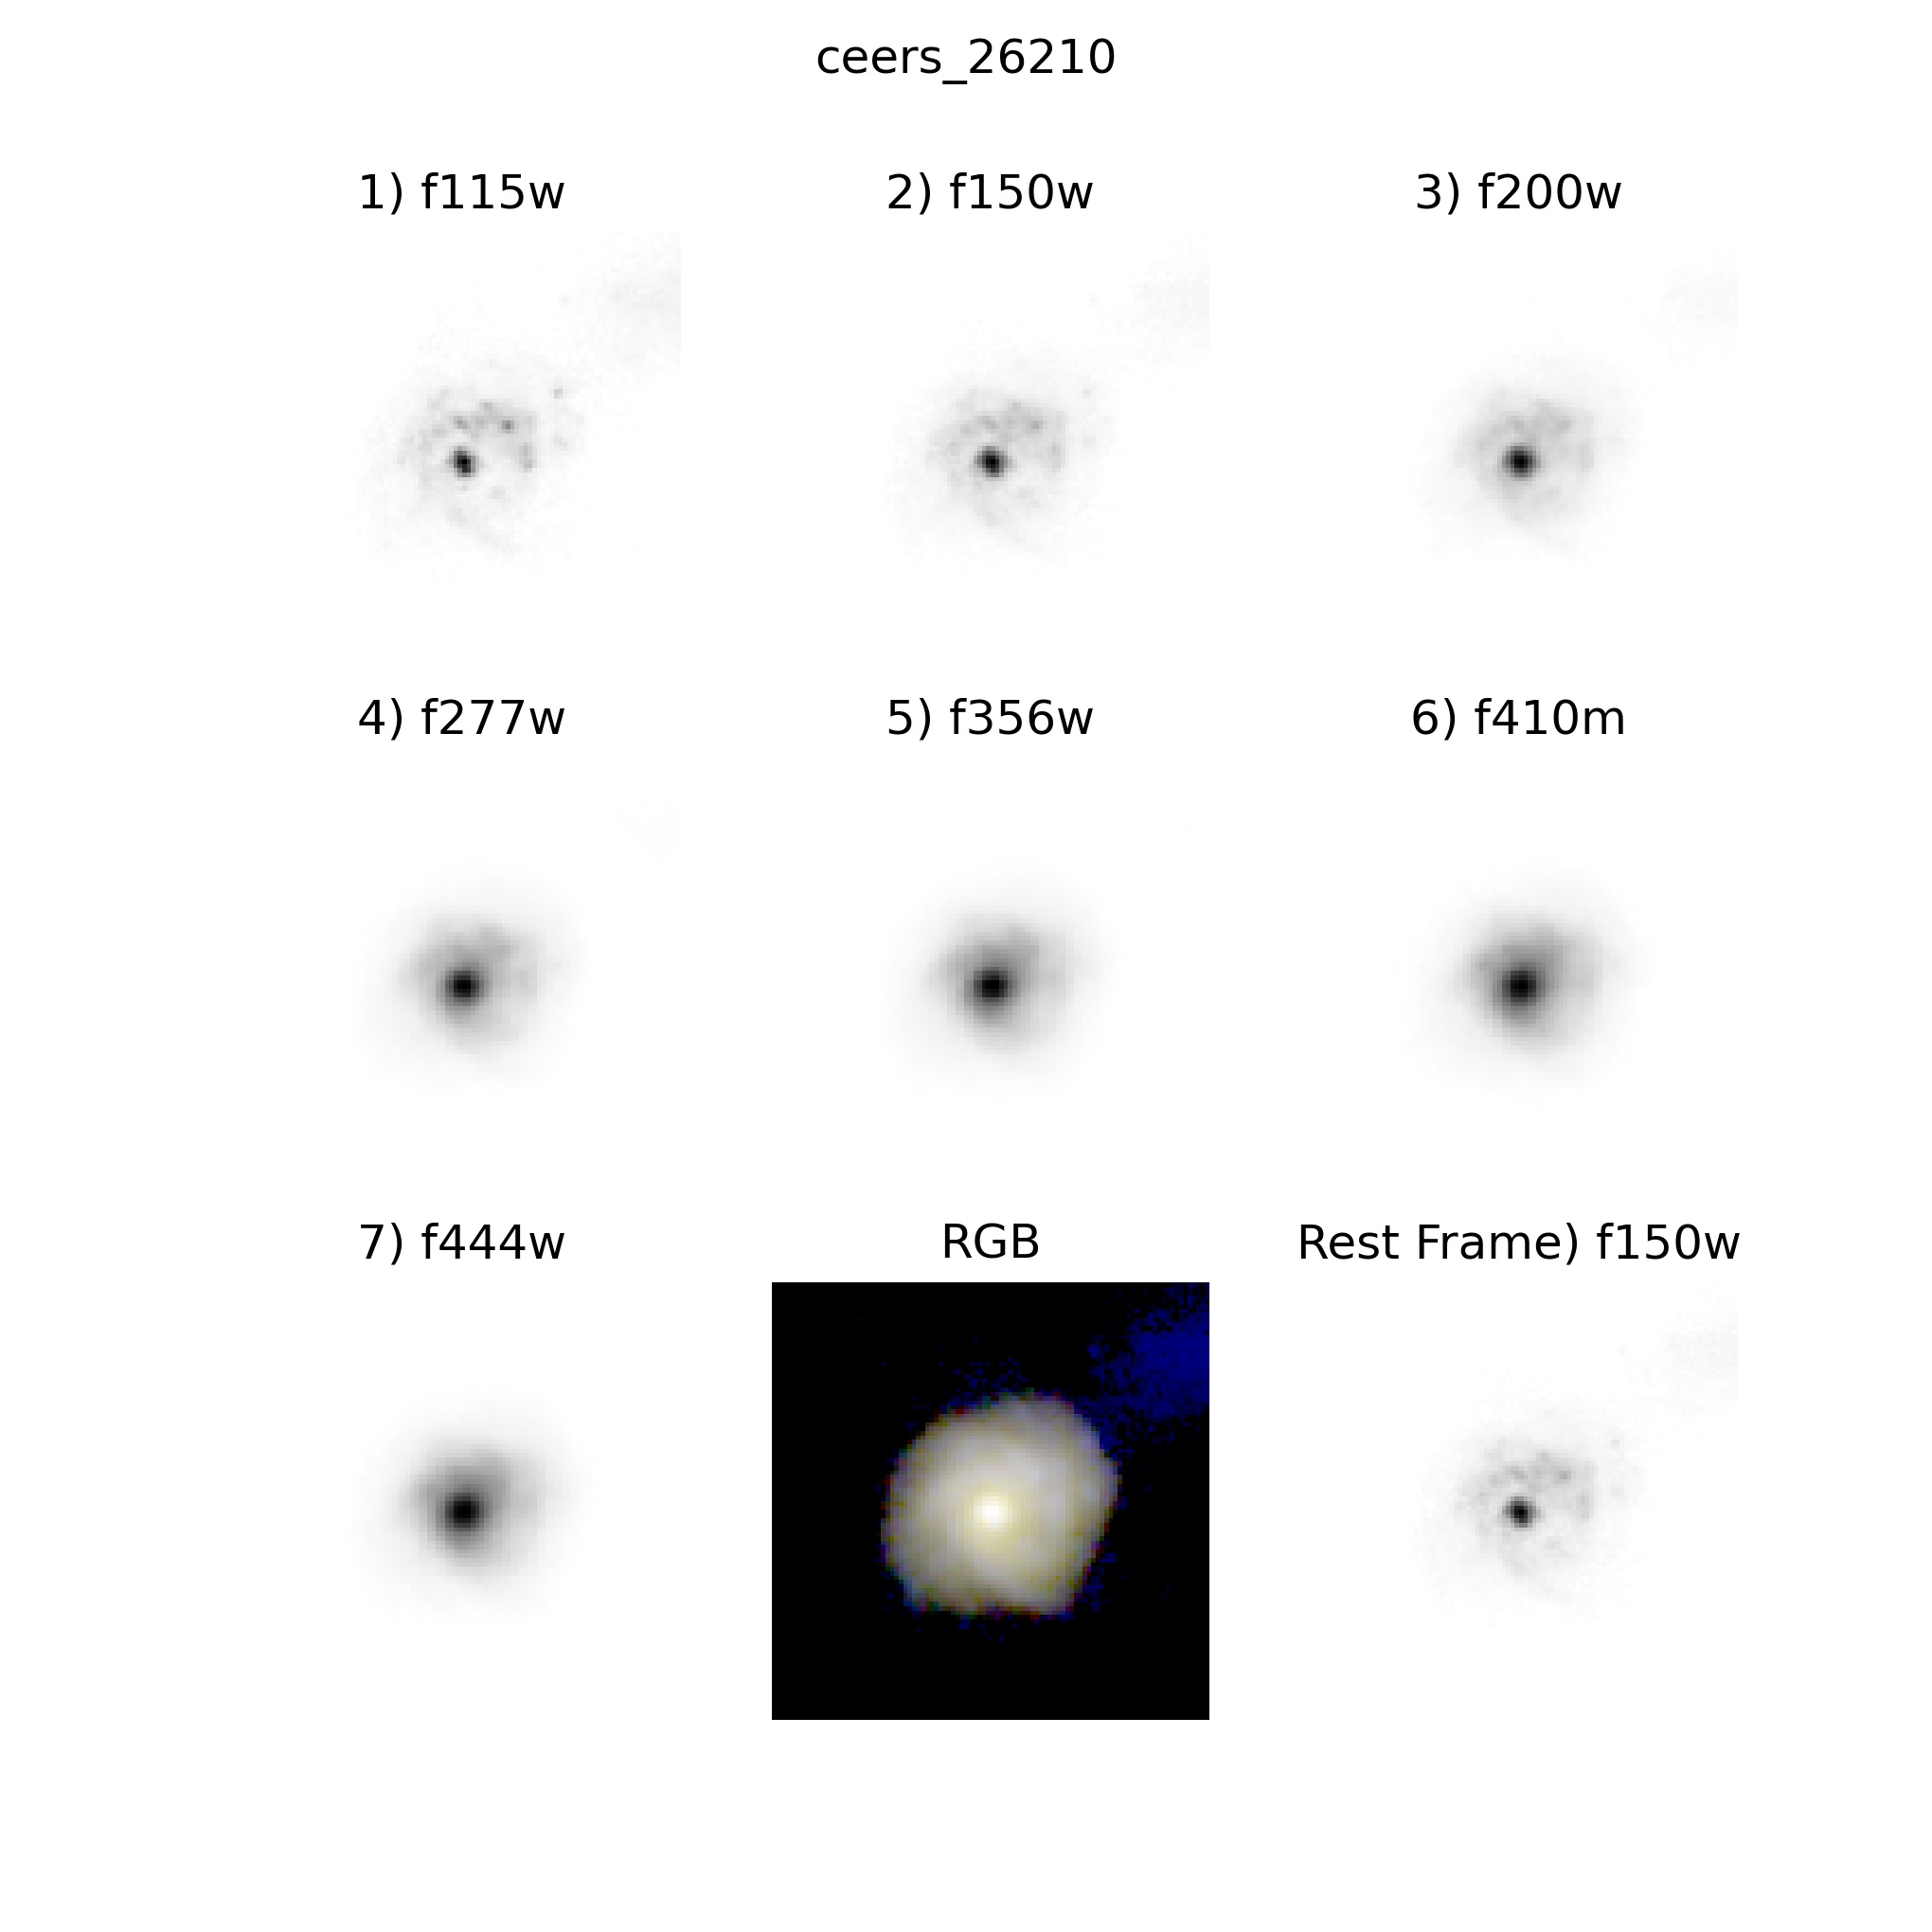 ceers_26210
1) f115w
2) f150w
3) f200w
4) f277w
5) f356w
6) f410m
7) f444w
RGB
Rest Frame) f150w